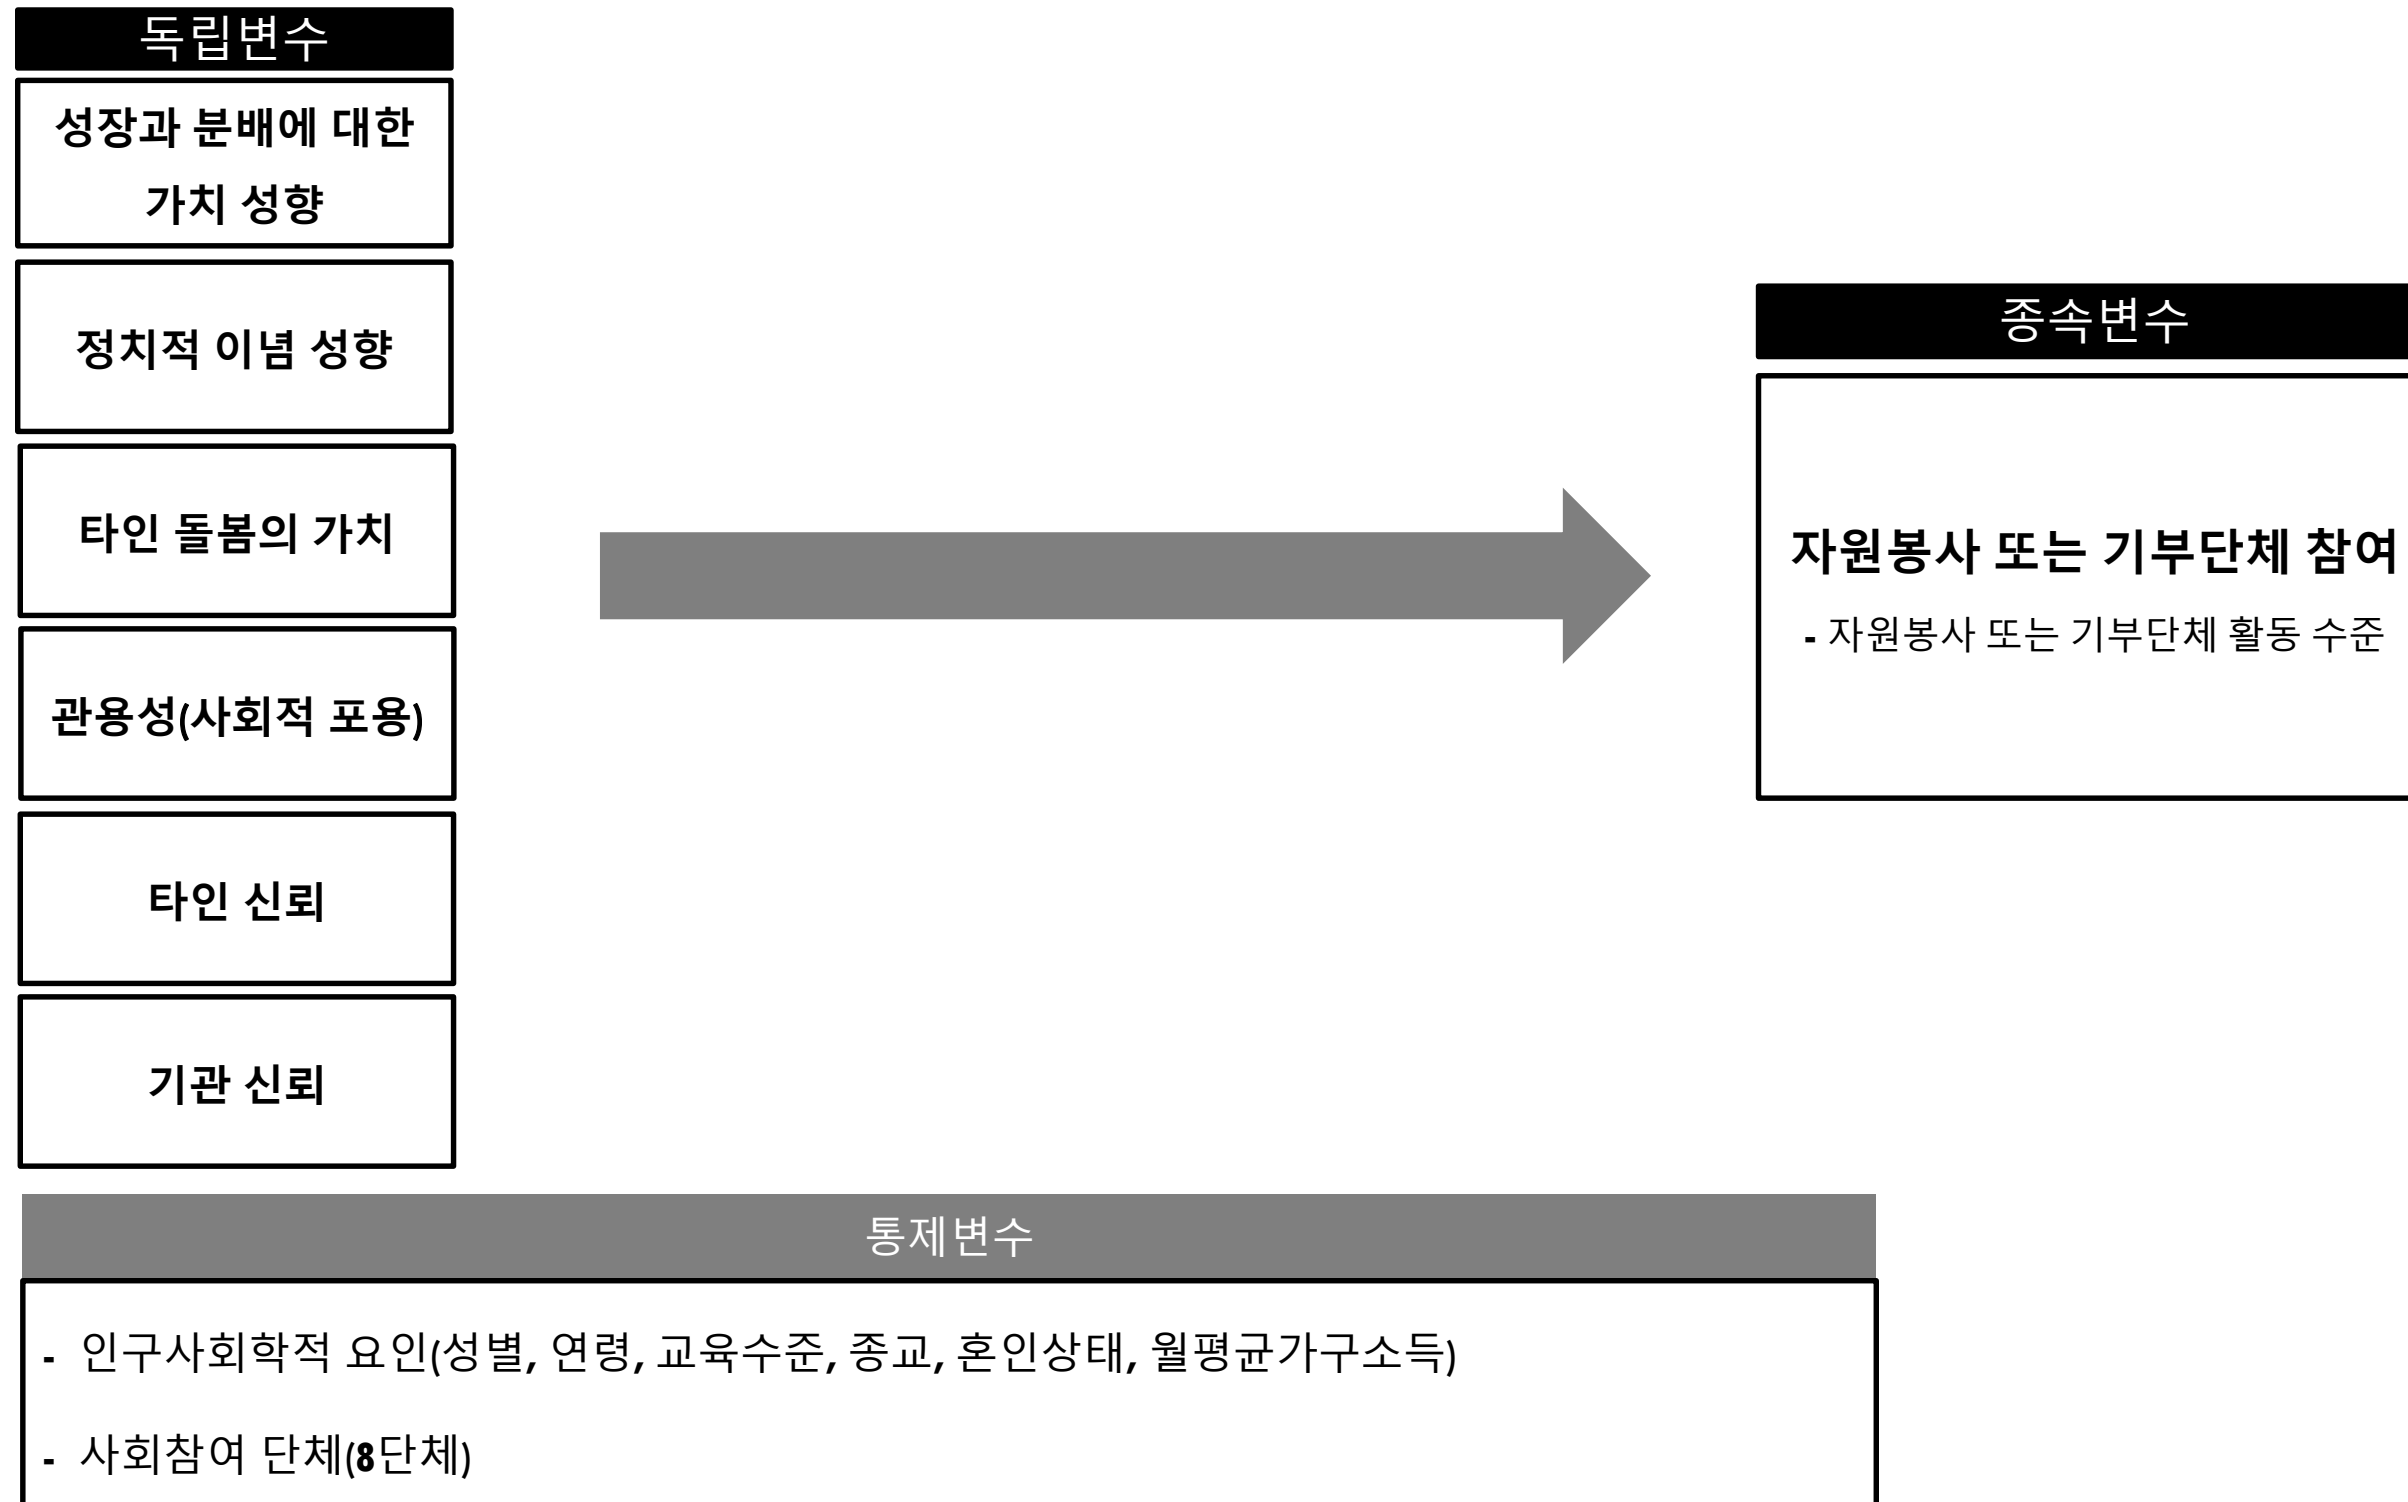 독립변수
성장과 분배에 대한
가치 성향
정치적 이념 성향
타인 돌봄의 가치
관용성(사회적 포용)
타인 신뢰
기관 신뢰
종속변수
자원봉사 또는 기부단체 참여
- 자원봉사 또는 기부단체 활동 수준
통제변수
- 인구사회학적 요인(성별, 연령, 교육수준, 종교, 혼인상태, 월평균가구소득)
- 사회참여 단체(8단체)